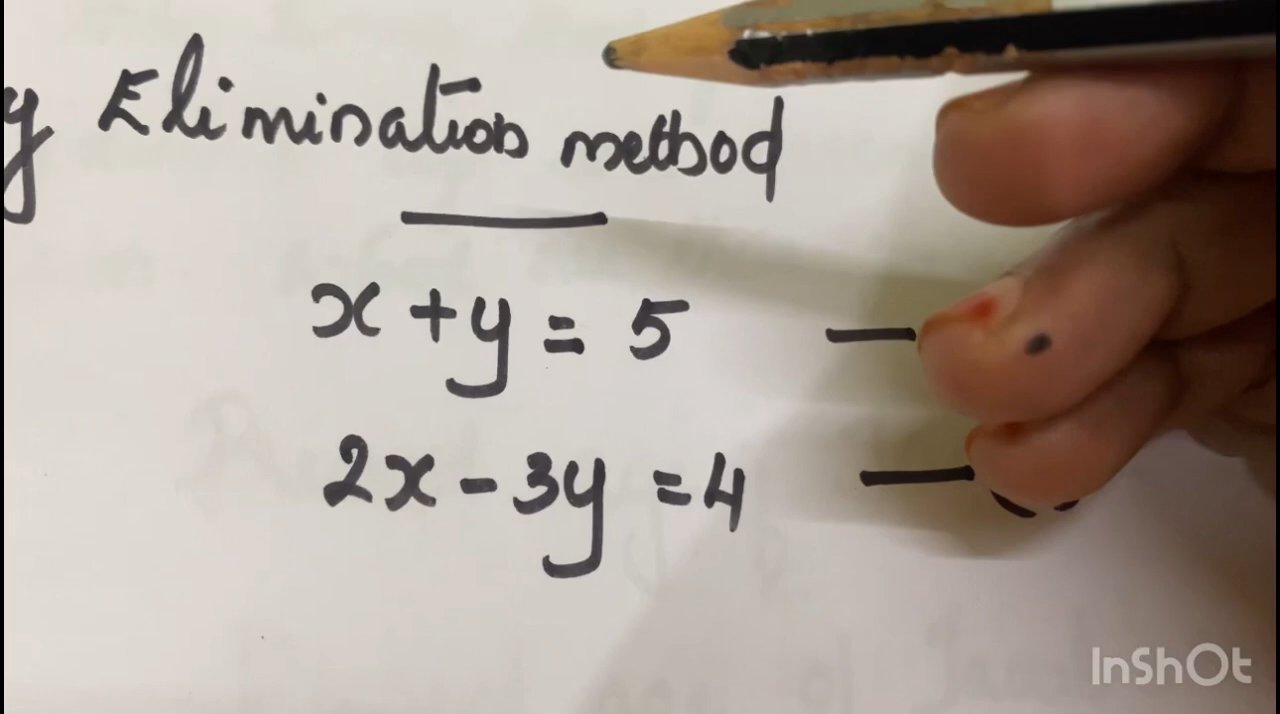 y Elimination method
x + y = 5 —
2x - 3y = 4 —
InShOt